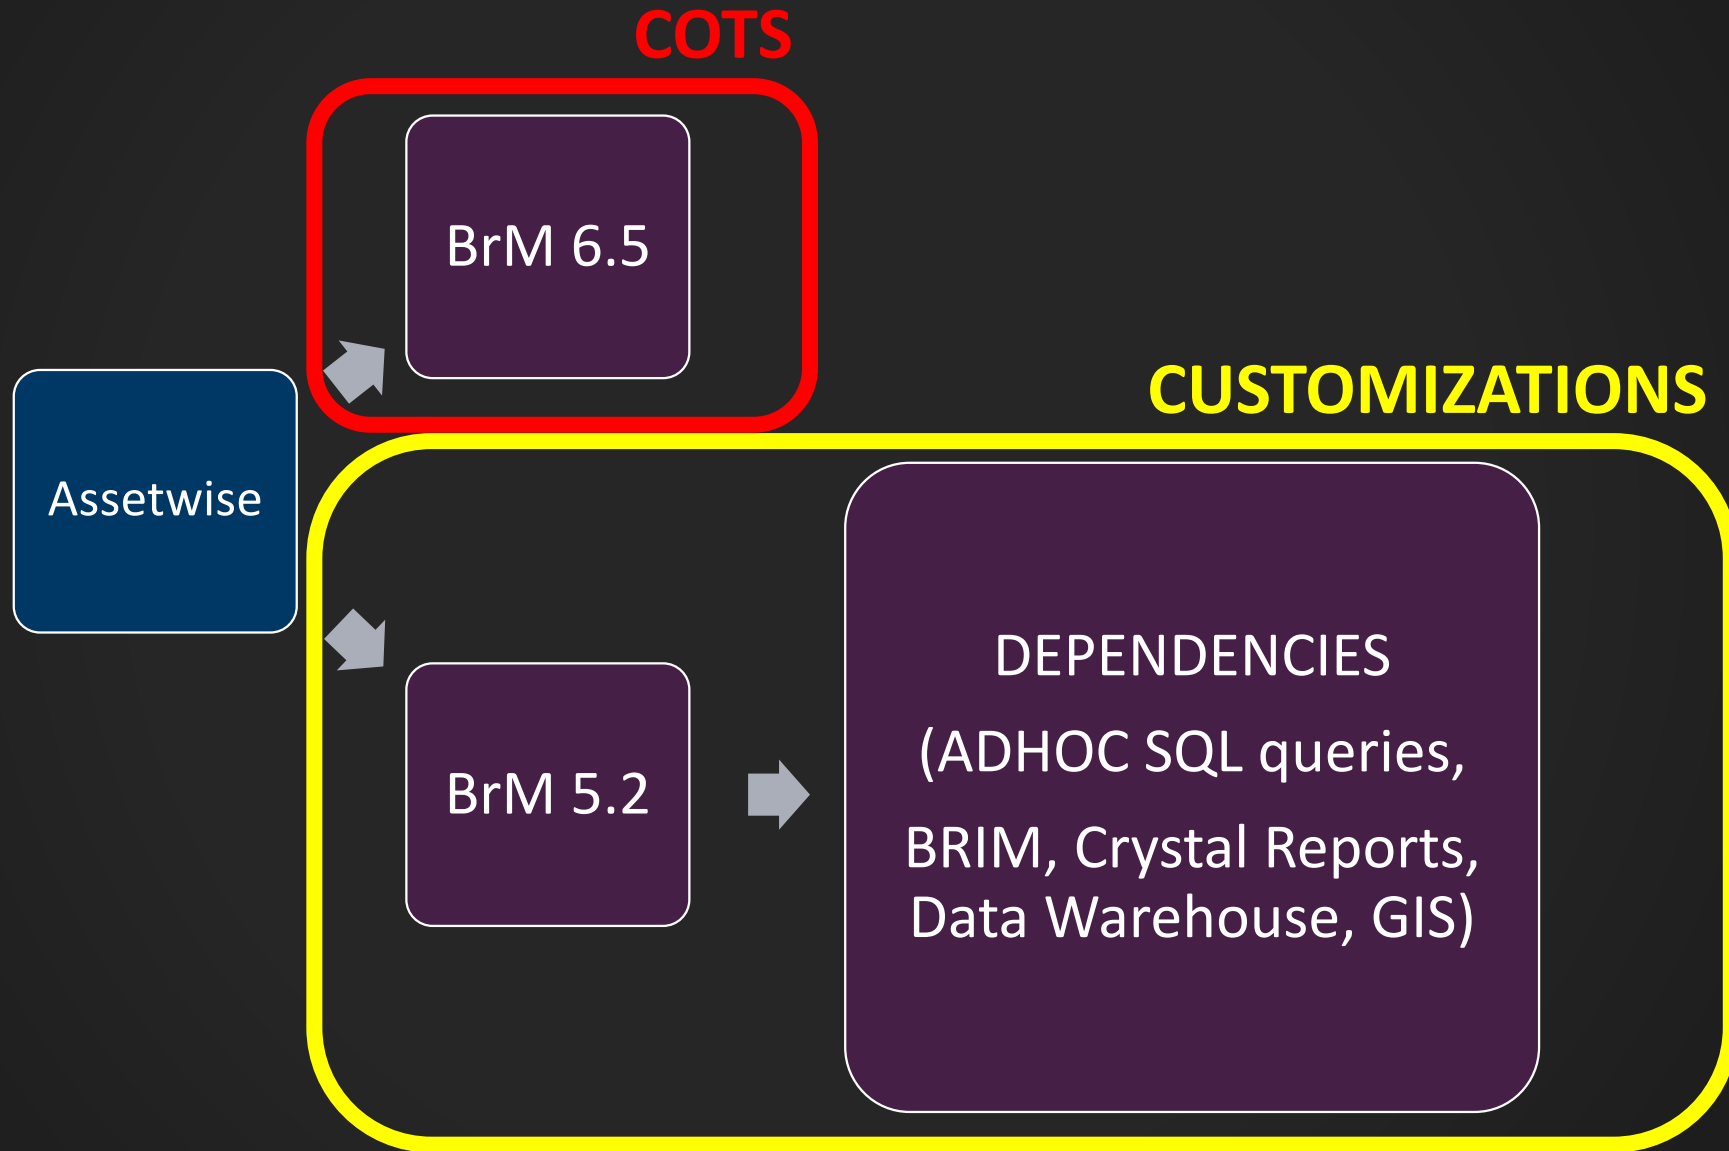 COTS
BrM 6.5
CUSTOMIZATIONS
Assetwise
BrM 5.2
DEPENDENCIES
(ADHOC SQL queries,
BRIM, Crystal Reports,
Data Warehouse, GIS)